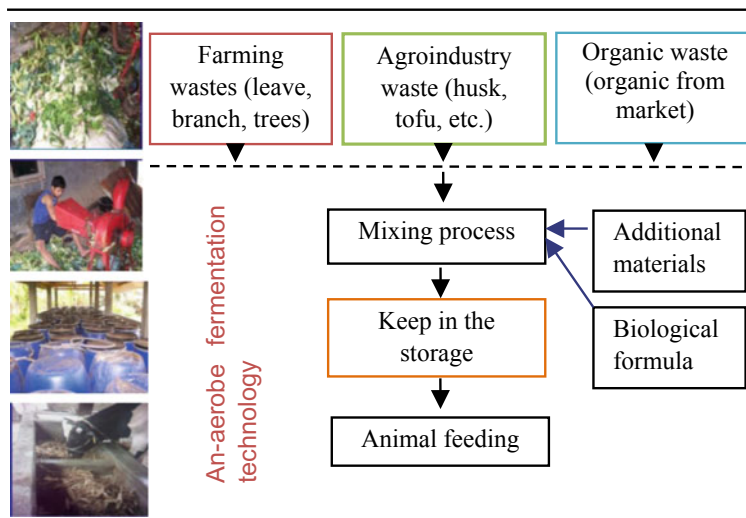 Farming
wastes (leave,
branch, trees)
Agroindustry
waste (husk,
tofu, etc.)
Organic waste
(organic from
market)
Mixing process
Additional
materials
Keep in the
storage
Biological
formula
Animal feeding
An-aerobe fermentation
technology